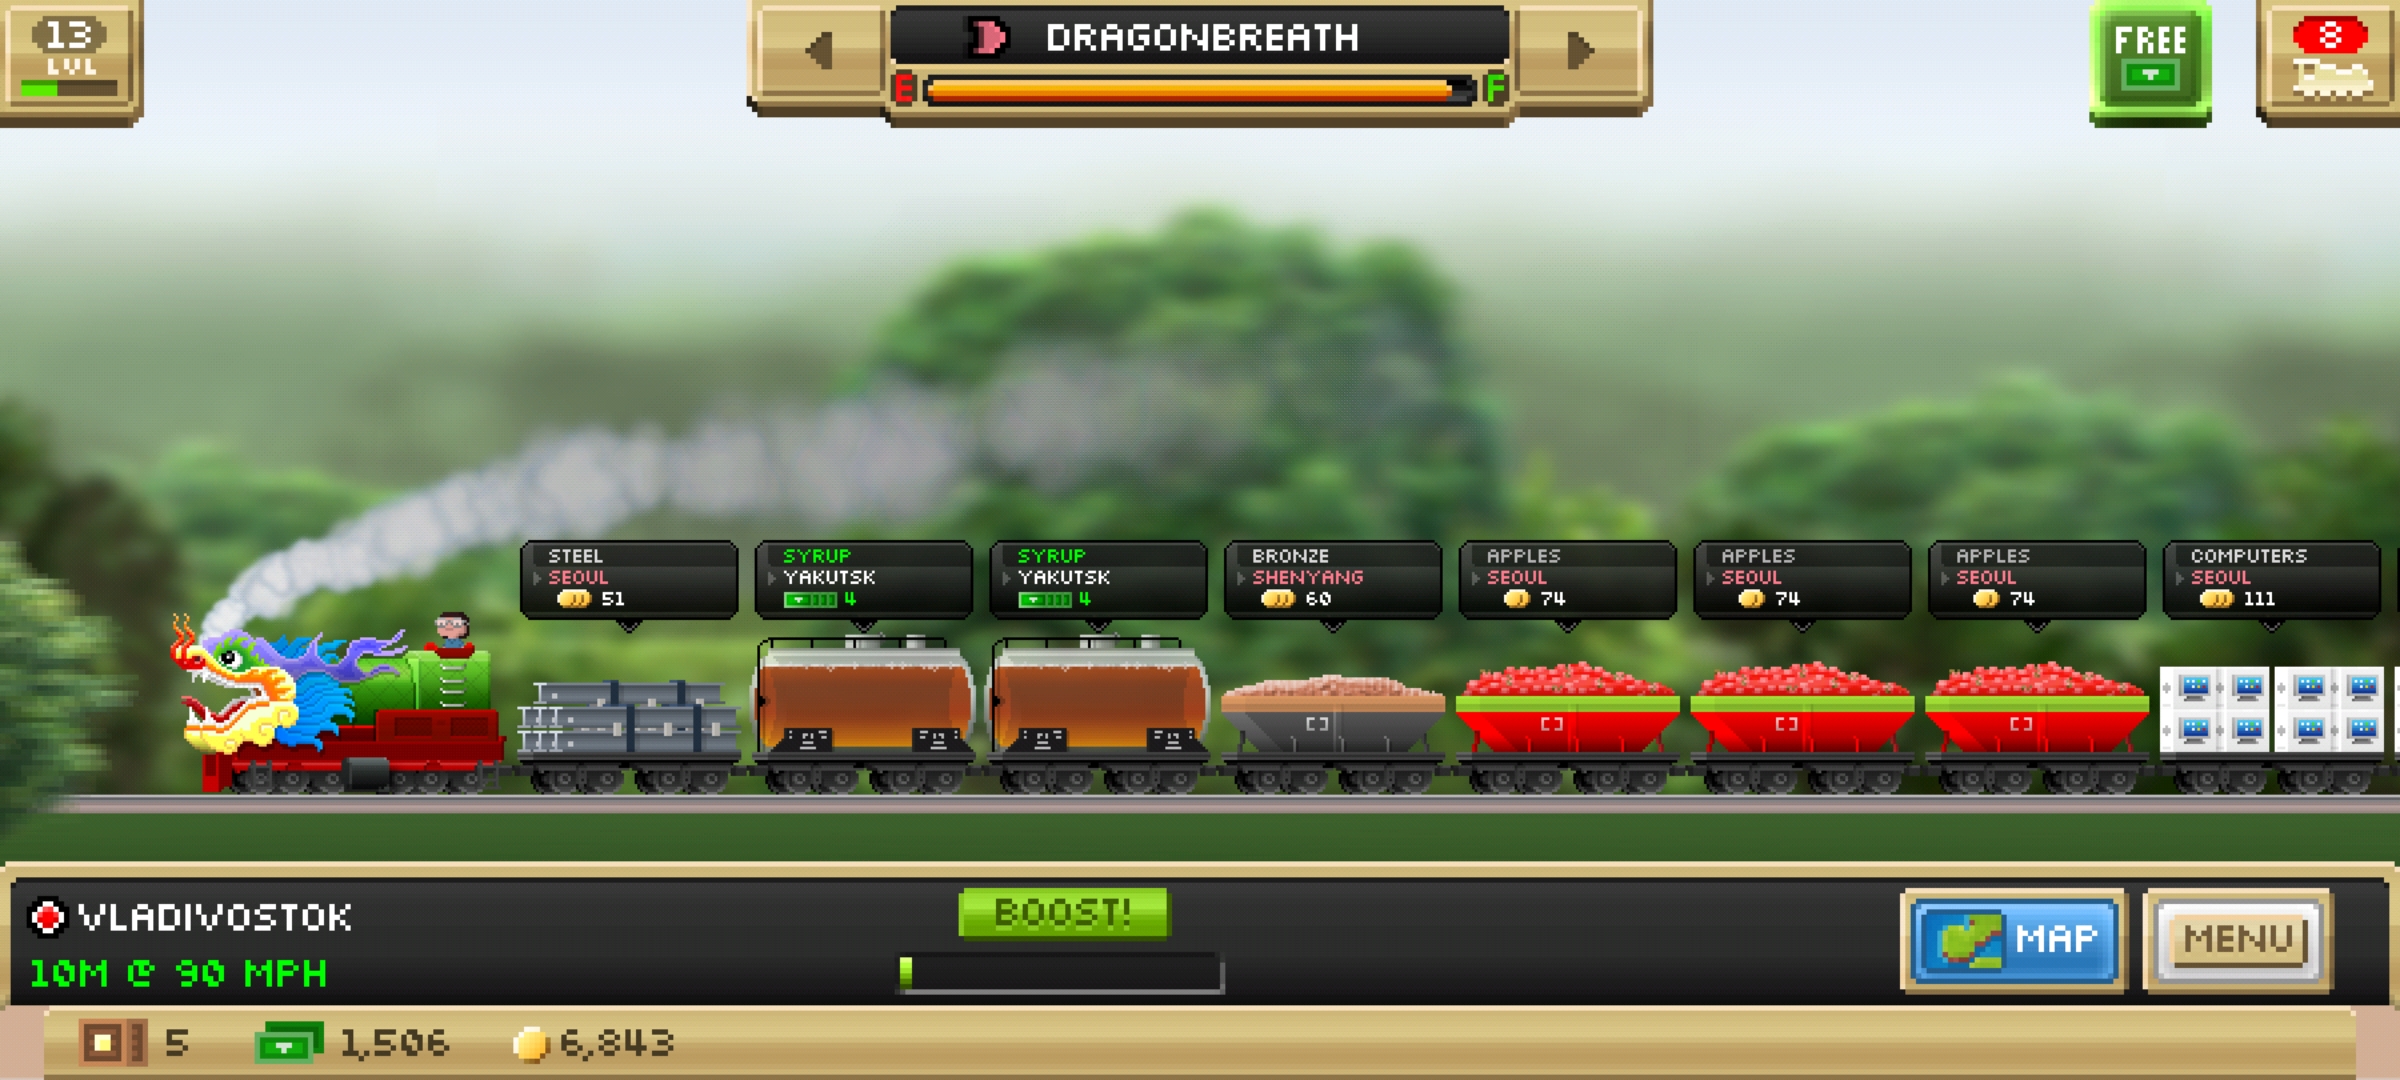 13
LVL
DRAGONBREATH
E F
FREE
8
STEEL
SEOUL
51
SYRUP
YAKUTSK
4
SYRUP
YAKUTSK
4
BRONZE
SHENYANG
60
APPLES
SEOUL
74
APPLES
SEOUL
74
APPLES
SEOUL
74
COMPUTERS
SEOUL
111
VLADIVOSTOK
10M @ 90 MPH
BOOST!
MAP
MENU
5
1,506
6,843